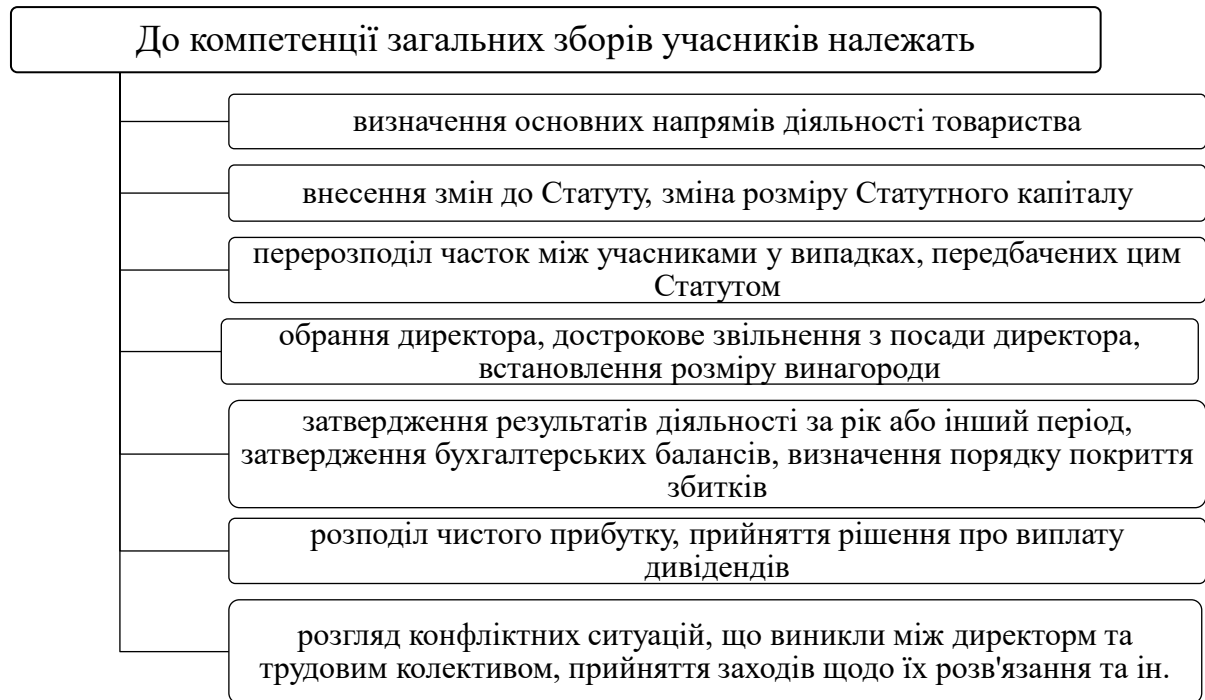 До компетенції загальних зборів учасників належать
визначення основних напрямів діяльності товариства
внесення змін до Статуту, зміна розміру Статутного капіталу
перерозподіл часток між учасниками у випадках, передбачених цим
Статутом
обрання директора, дострокове звільнення з посади директора,
встановлення розміру винагороди
затвердження результатів діяльності за рік або інший період,
затвердження бухгалтерських балансів, визначення порядку покриття
збитків
розподіл чистого прибутку, прийняття рішення про виплату
дивідендів
розгляд конфліктних ситуацій, що виникли між директорм та
трудовим колективом, прийняття заходів щодо їх розв'язання та ін.